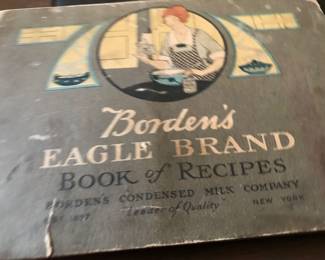 Borden's
EAGLE BRAND
BOOK of RECIPES
BORDEN'S CONDENSED MILK COMPANY
"Leader of Quality"
NEW YORK